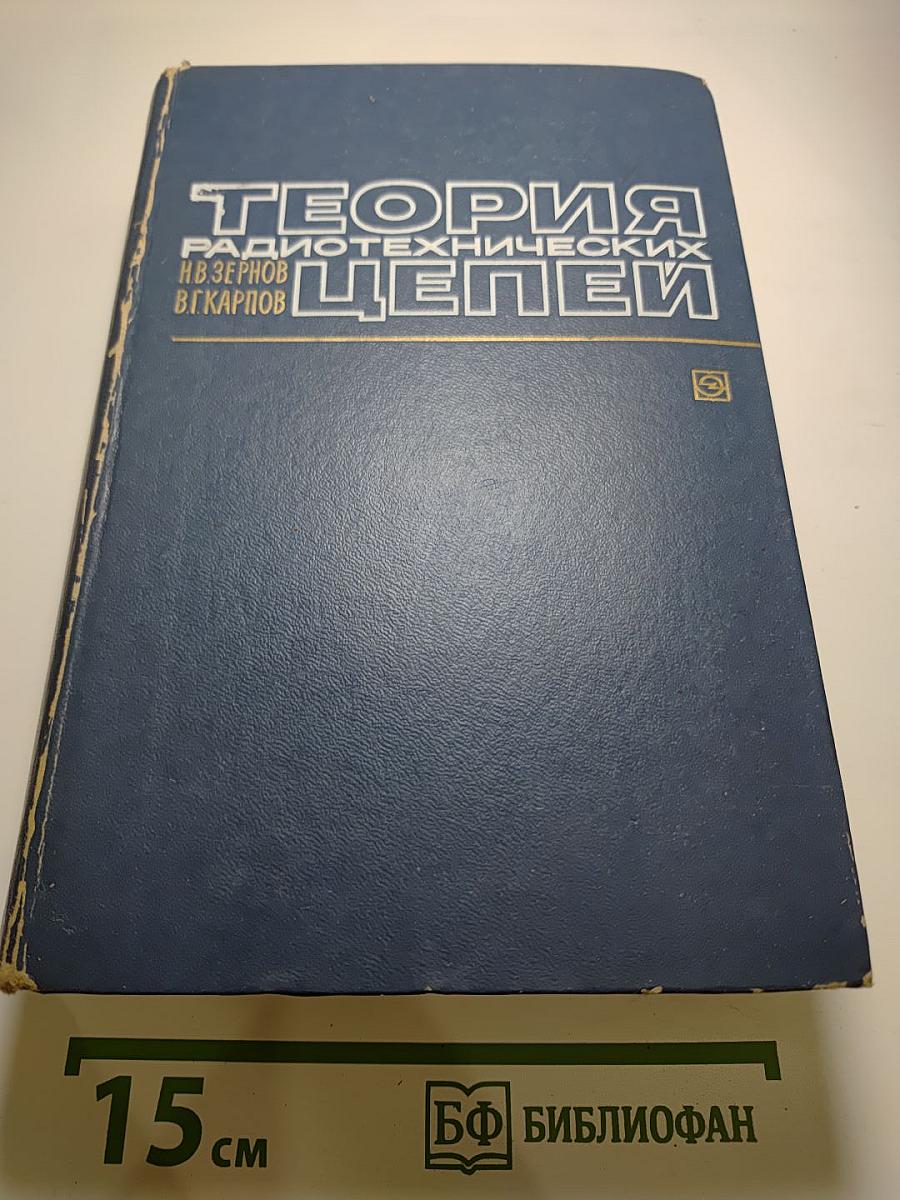 ТЕОРИЯ
РАДИОТЕХНИЧЕСКИХ
Н.В.ЗЕРНОВ
В.Г.КАРПОВ
ЦЕПЕЙ
15 см
БФ БИБЛИОФАН